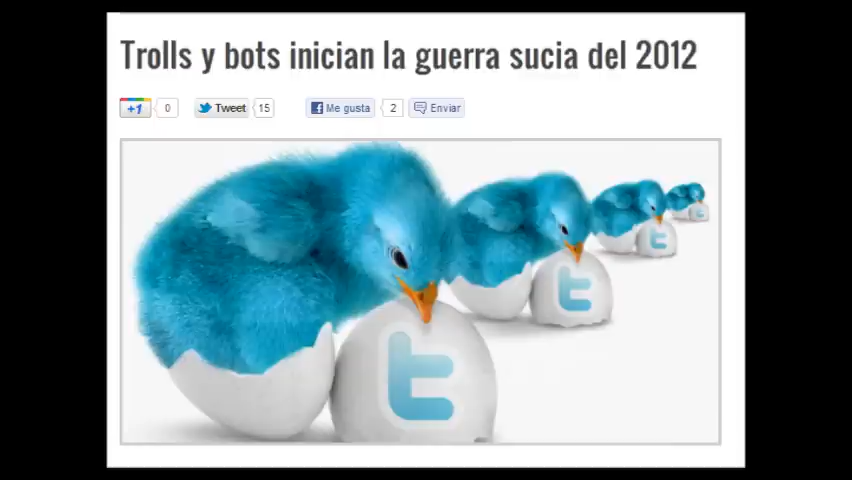 Trolls y bots inician la guerra sucia del 2012
+1 0 Tweet 15 Me gusta 2 Enviar
t
t
t
t